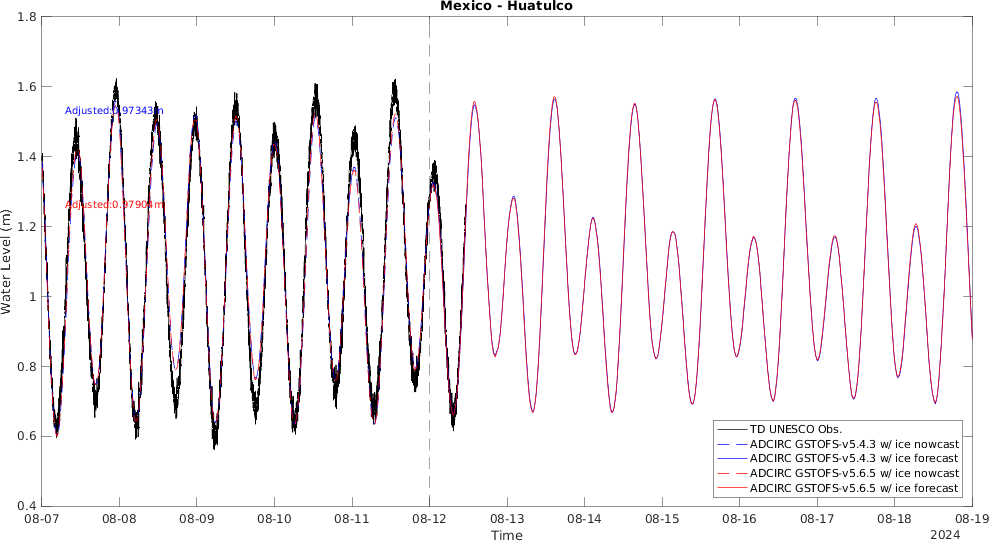 Mexico - Huatulco
Water Level (m)
1.8
1.6
1.4
1.2
1
0.8
0.6
0.4
Adjusted:0.97343m
Adjusted:0.97904m
TD UNESCO Obs.
ADCIRC GSTOFS-v5.4.3 w/ ice nowcast
ADCIRC GSTOFS-v5.4.3 w/ ice forecast
ADCIRC GSTOFS-v5.6.5 w/ ice nowcast
ADCIRC GSTOFS-v5.6.5 w/ ice forecast
08-07 08-08 08-09 08-10 08-11 08-12 08-13 08-14 08-15 08-16 08-17 08-18 08-19
Time
2024